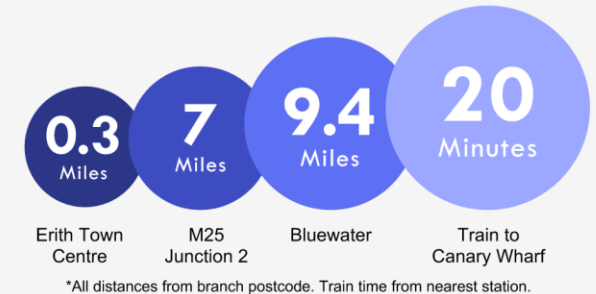 0.3
Miles
7
Miles
9.4
Miles
20
Minutes
Erith Town
Centre
M25
Junction 2
Bluewater
Train to
Canary Wharf
*All distances from branch postcode. Train time from nearest station.